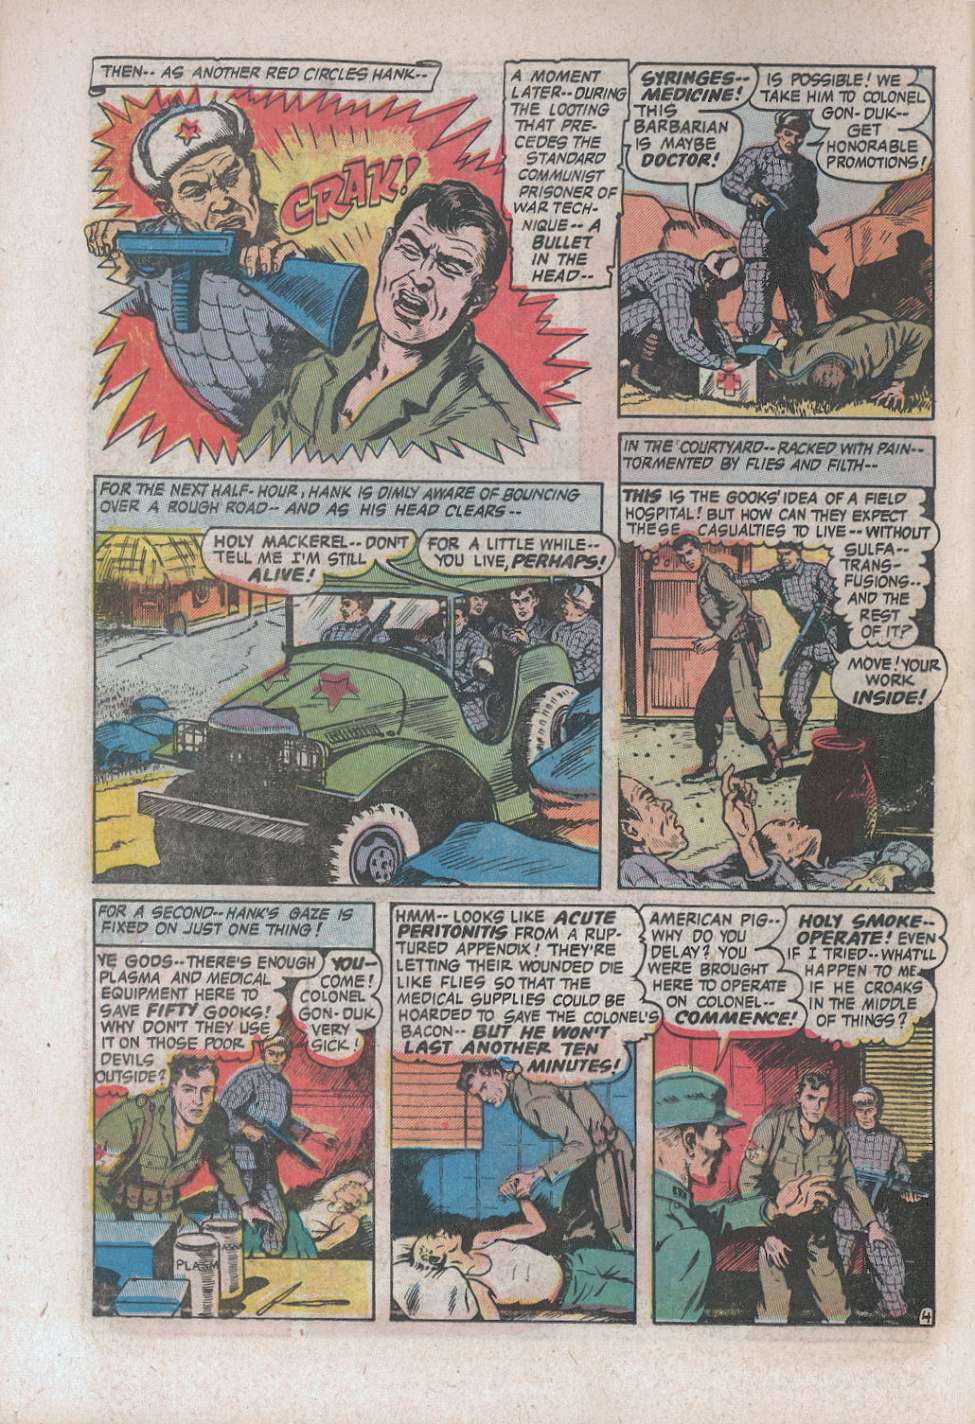 THEN-- AS ANOTHER RED CIRCLES HANK--
CRAK!
A MOMENT
LATER--DURING
THE LOOTING
THAT PRE-
CEDES THE
STANDARD
COMMUNIST
PRISONER OF
WAR TECH-
NIQUE-- A
BULLET
IN THE
HEAD--
SYRINGES--
MEDICINE!
THIS
BARBARIAN
IS MAYBE
DOCTOR!
IS POSSIBLE! WE
TAKE HIM TO COLONEL
GON-DUK--
GET
HONORABLE
PROMOTIONS!
FOR THE NEXT HALF-HOUR, HANK IS DIMLY AWARE OF BOUNCING
OVER A ROUGH ROAD-- AND AS HIS HEAD CLEARS--
HOLY MACKEREL-- DON'T
TELL ME I'M STILL
ALIVE!
FOR A LITTLE WHILE--
YOU LIVE, PERHAPS!
IN THE COURTYARD-- RACKED WITH PAIN--
TORMENTED BY FLIES AND FILTH--
THIS IS THE GOOKS' IDEA OF A FIELD
HOSPITAL! BUT HOW CAN THEY EXPECT
THESE CASUALTIES TO LIVE--WITHOUT
SULFA--
TRANS-
FUSIONS--
AND THE
REST
OF IT?
MOVE! YOUR
WORK
INSIDE!
FOR A SECOND-- HANK'S GAZE IS
FIXED ON JUST ONE THING!
YE GODS--THERE'S ENOUGH
PLASMA AND MEDICAL
EQUIPMENT HERE TO
SAVE FIFTY GOOKS!
WHY DON'T THEY USE
IT ON THOSE POOR
DEVILS
OUTSIDE?
YOU--
COME!
COLONEL
GON-DUK
VERY
SICK!
PLASM
ASM
HMM-- LOOKS LIKE ACUTE
PERITONITIS FROM A RUP-
TURED APPENDIX! THEY'RE
LETTING THEIR WOUNDED DIE
LIKE FLIES SO THAT THE
MEDICAL SUPPLIES COULD BE
HOARDED TO SAVE THE COLONEL'S
BACON-- BUT HE WON'T
LAST ANOTHER TEN
MINUTES!
AMERICAN PIG--
WHY DO YOU
DELAY? YOU
WERE BROUGHT
HERE TO OPERATE
ON COLONEL--
COMMENCE!
HOLY SMOKE--
OPERATE! EVEN
IF I TRIED--WHAT'LL
HAPPEN TO ME
IF HE CROAKS
IN THE MIDDLE
OF THINGS?
4